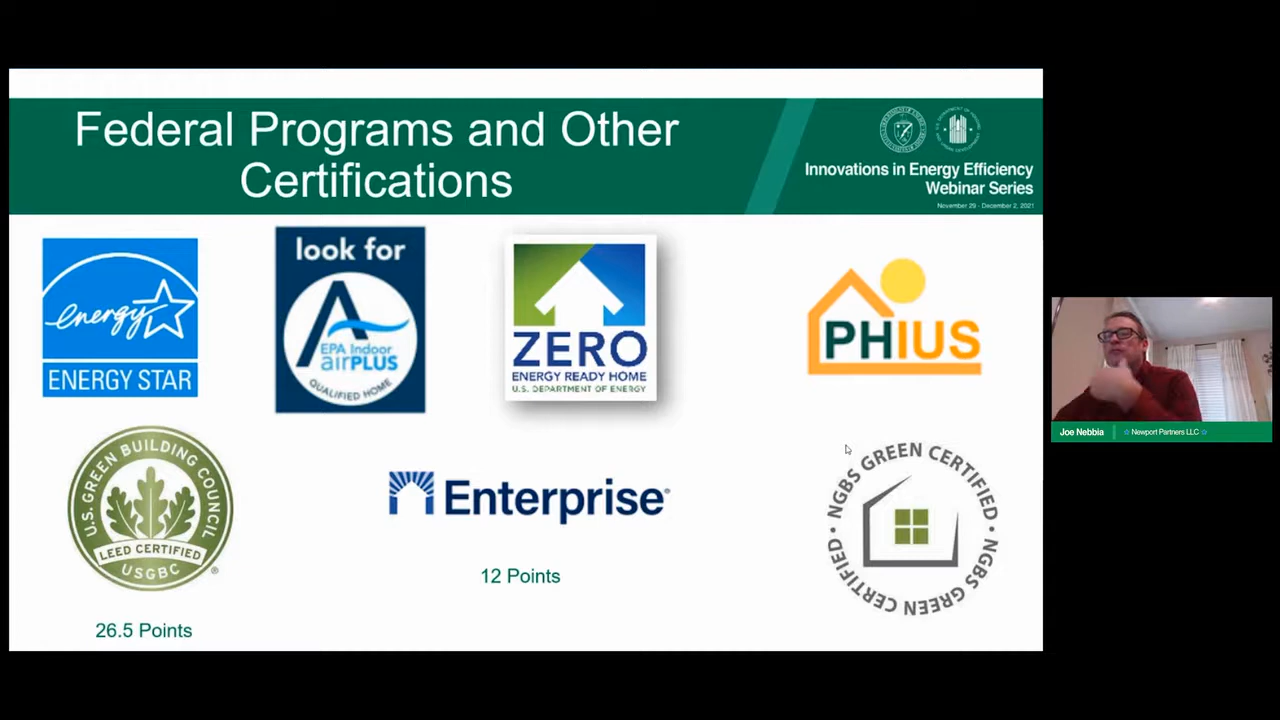 Federal Programs and Other
Certifications
Innovations in Energy Efficiency
Webinar Series
November 29 - December 2, 2021
energy
ENERGY STAR
look for
A
EPA Indoor
airPLUS
QUALIFIED HOME
ZERO
ENERGY READY HOME
U.S. DEPARTMENT OF ENERGY
PHIUS
U.S. GREEN BUILDING COUNCIL
LEED CERTIFIED
USGBC
®
26.5 Points
Enterprise®
12 Points
NGBS GREEN CERTIFIED • NGBS GREEN CERTIFIED •
Joe Nebbia
Newport Partners LLC